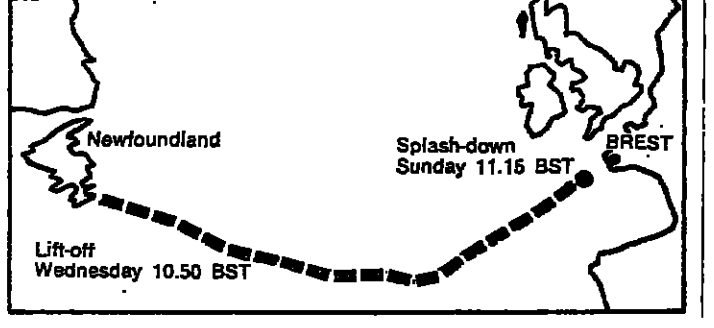 Newfoundland
Splash-down
Sunday 11.15 BST
BREST
Lift-off
Wednesday 10.50 BST